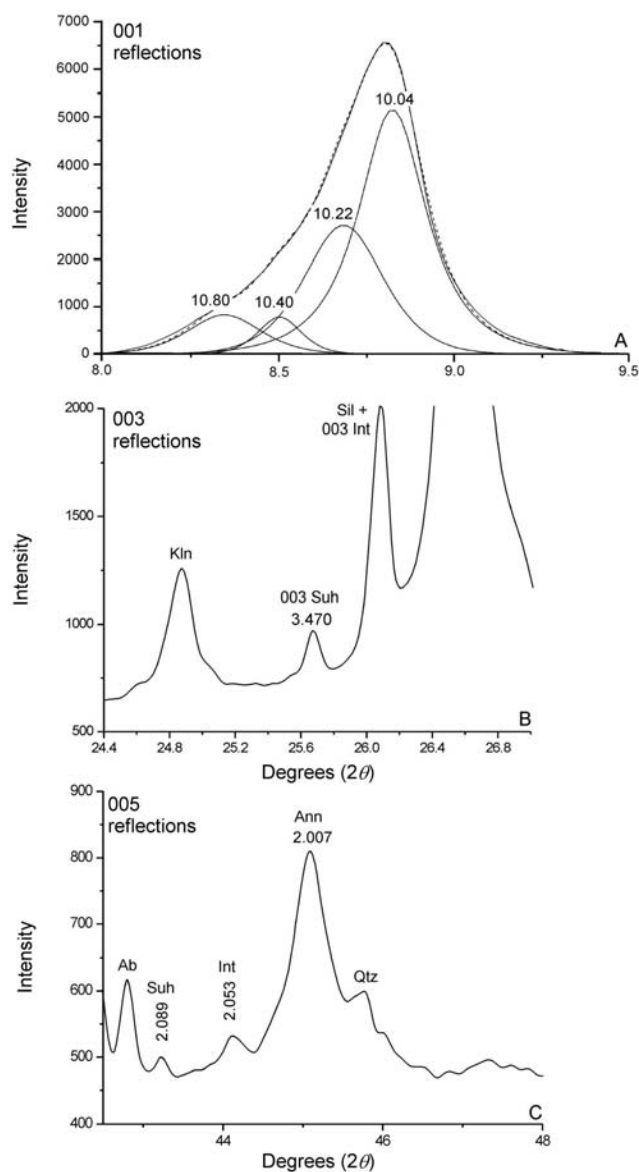 001
reflections
7000
6000
5000
4000
3000
2000
1000
0
Intensity
10.04
10.22
10.80
10.40
A
8.0
8.5
9.0
9.5
003
reflections
2000
1500
1000
500
Intensity
Sil +
003 Int
Kln
003 Suh
3.470
B
24.4
24.8
25.2
25.6
26.0
26.4
26.8
Degrees (2θ)
005
reflections
900
800
700
600
500
400
Intensity
Ann
2.007
Ab
Suh
2.089
Int
2.053
Qtz
C
44
46
48
Degrees (2θ)